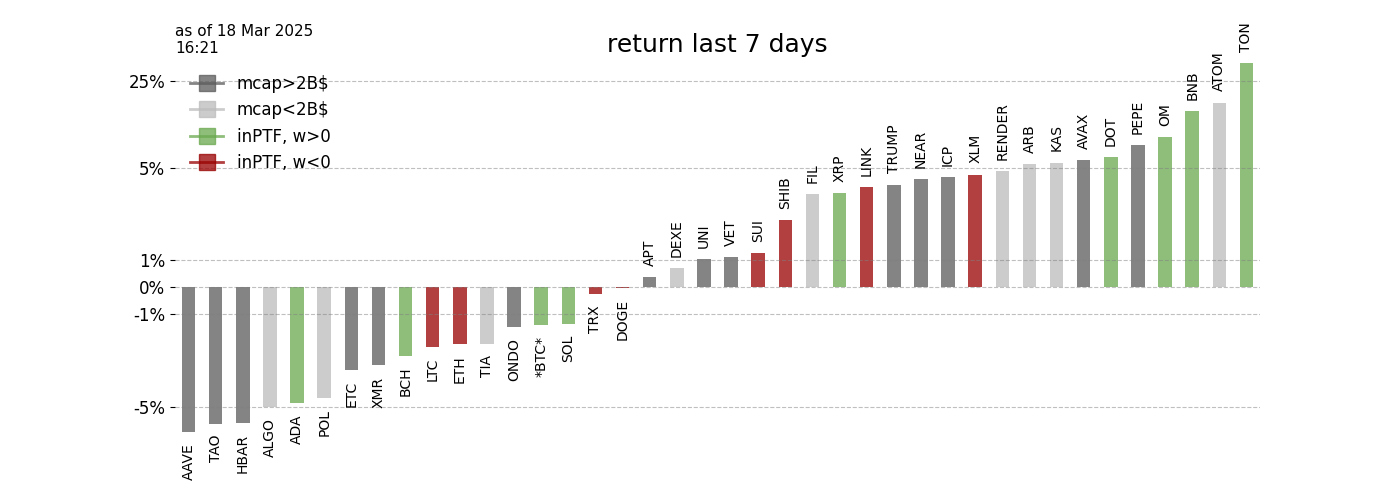 as of 18 Mar 2025
16:21
return last 7 days
mcap>2B$
mcap<2B$
inPTF, w>0
inPTF, w<0
25%
5%
1%
0%
-1%
-5%
AAVE
TAO
HBAR
ALGO
ADA
POL
ETC
XMR
BCH
LTC
ETH
TIA
ONDO
*BTC*
SOL
TRX
DOGE
APT
DEXE
UNI
VET
SUI
SHIB
FIL
XRP
LINK
TRUMP
NEAR
ICP
XLM
RENDER
ARB
KAS
AVAX
DOT
PEPE
OM
BNB
ATOM
TON